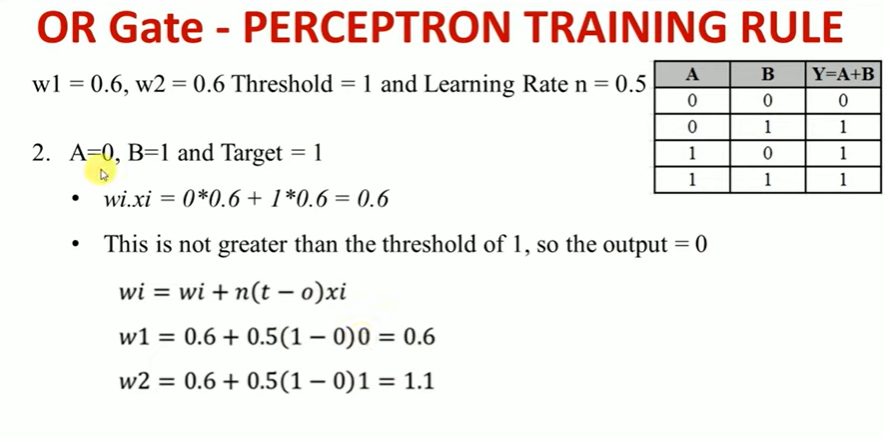 OR Gate - PERCEPTRON TRAINING RULE
w1 = 0.6, w2 = 0.6 Threshold = 1 and Learning Rate n = 0.5
A B Y=A+B
0 0 0
0 1 1
1 0 1
1 1 1
2. A=0, B=1 and Target = 1
• wi.xi = 0*0.6 + 1*0.6 = 0.6
• This is not greater than the threshold of 1, so the output = 0
wi = wi + n(t − o)xi
w1 = 0.6 + 0.5(1 − 0)0 = 0.6
w2 = 0.6 + 0.5(1 − 0)1 = 1.1